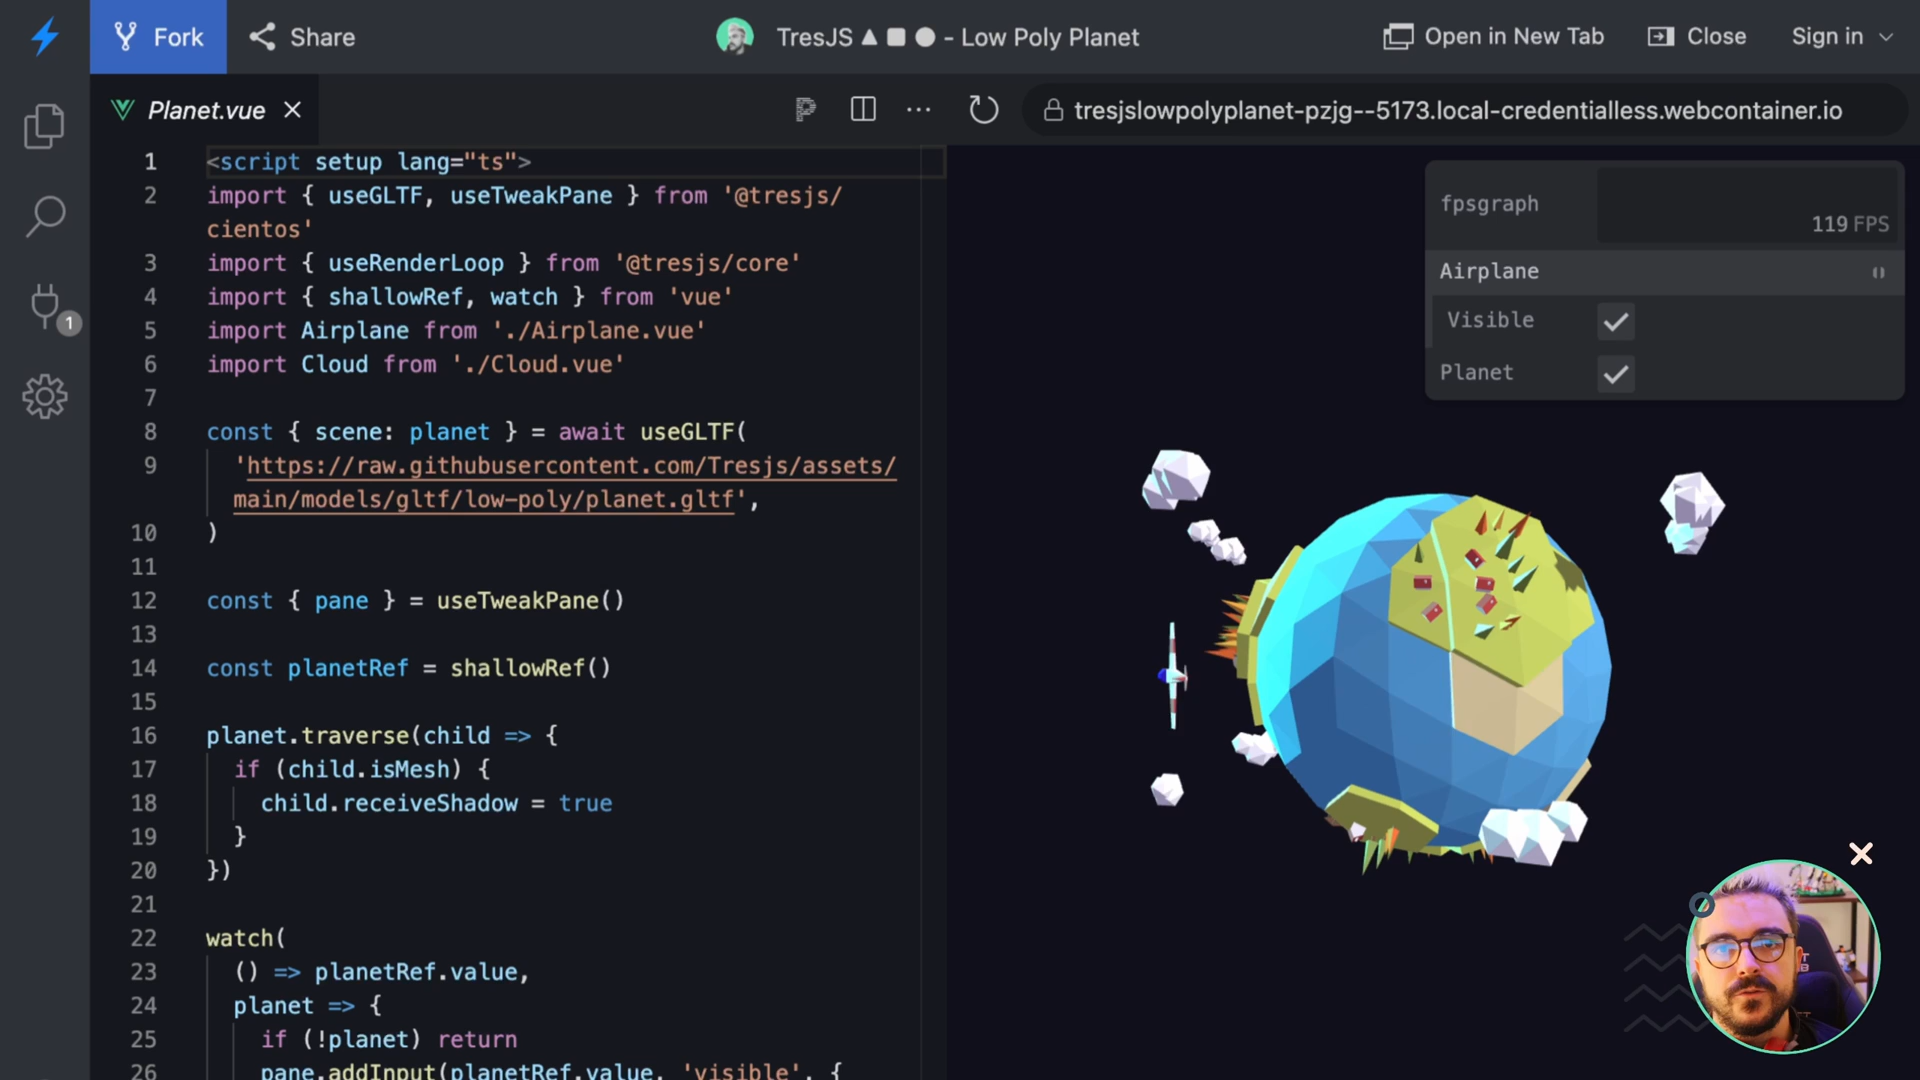 Fork
Share
TresJS ▲ ■ ● - Low Poly Planet
Open in New Tab
Close
Sign in
Planet.vue
tresjslowpolyplanet-pzjg--5173.local-credentialless.webcontainer.io
1
1 <script setup lang="ts">
2 import { useGLTF, useTweakPane } from '@tresjs/
cientos'
3 import { useRenderLoop } from '@tresjs/core'
4 import { shallowRef, watch } from 'vue'
5 import Airplane from './Airplane.vue'
6 import Cloud from './Cloud.vue'
7
8 const { scene: planet } = await useGLTF(
9 'https://raw.githubusercontent.com/Tresjs/assets/
main/models/gltf/low-poly/planet.gltf',
10 )
11
12 const { pane } = useTweakPane()
13
14 const planetRef = shallowRef()
15
16 planet.traverse(child => {
17 if (child.isMesh) {
18 child.receiveShadow = true
19 }
20 })
21
22 watch(
23 () => planetRef.value,
24 planet => {
25 if (!planet) return
26 pane.addInput(planetRef.value, 'visible', {
fpsgraph
119 FPS
Airplane
Visible
Planet